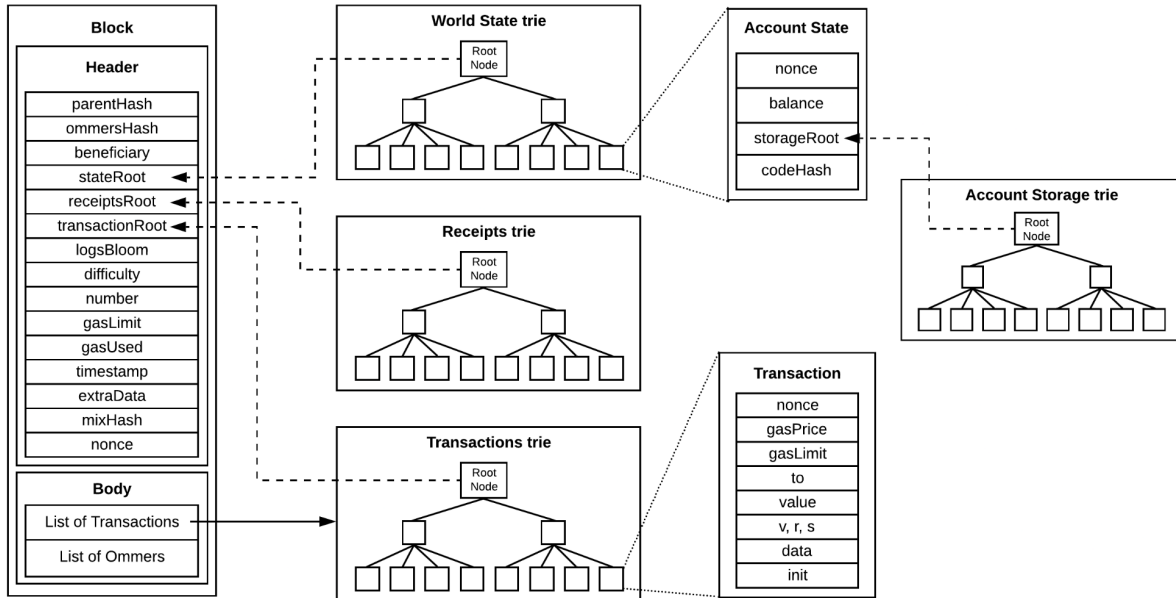 Block
Header
parentHash
ommersHash
beneficiary
stateRoot
receiptsRoot
transactionRoot
logsBloom
difficulty
number
gasLimit
gasUsed
timestamp
extraData
mixHash
nonce
Body
List of Transactions
List of Ommers
World State trie
Root
Node
Receipts trie
Root
Node
Transactions trie
Root
Node
Account State
nonce
balance
storageRoot
codeHash
Account Storage trie
Root
Node
Transaction
nonce
gasPrice
gasLimit
to
value
v, r, s
data
init